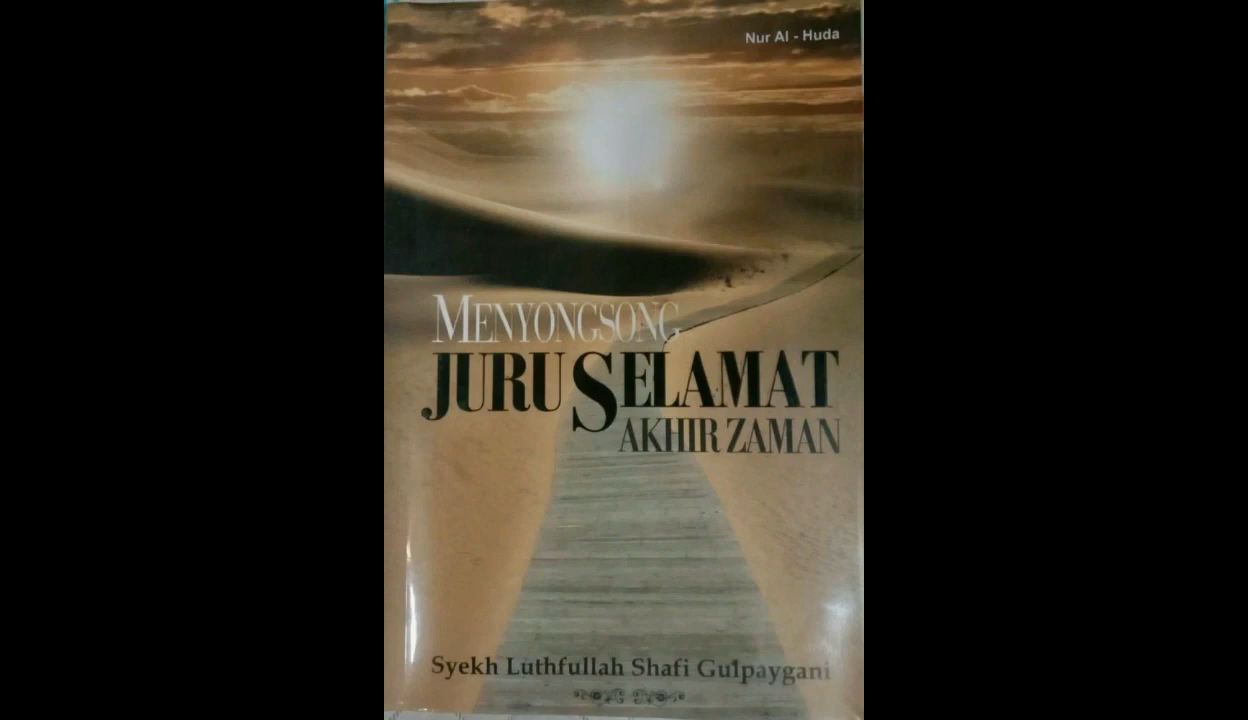 Nur Al - Huda
MENYONGSONG
JURU SELAMAT
AKHIR ZAMAN
Syekh Luthfullah Shafi Gulpaygani